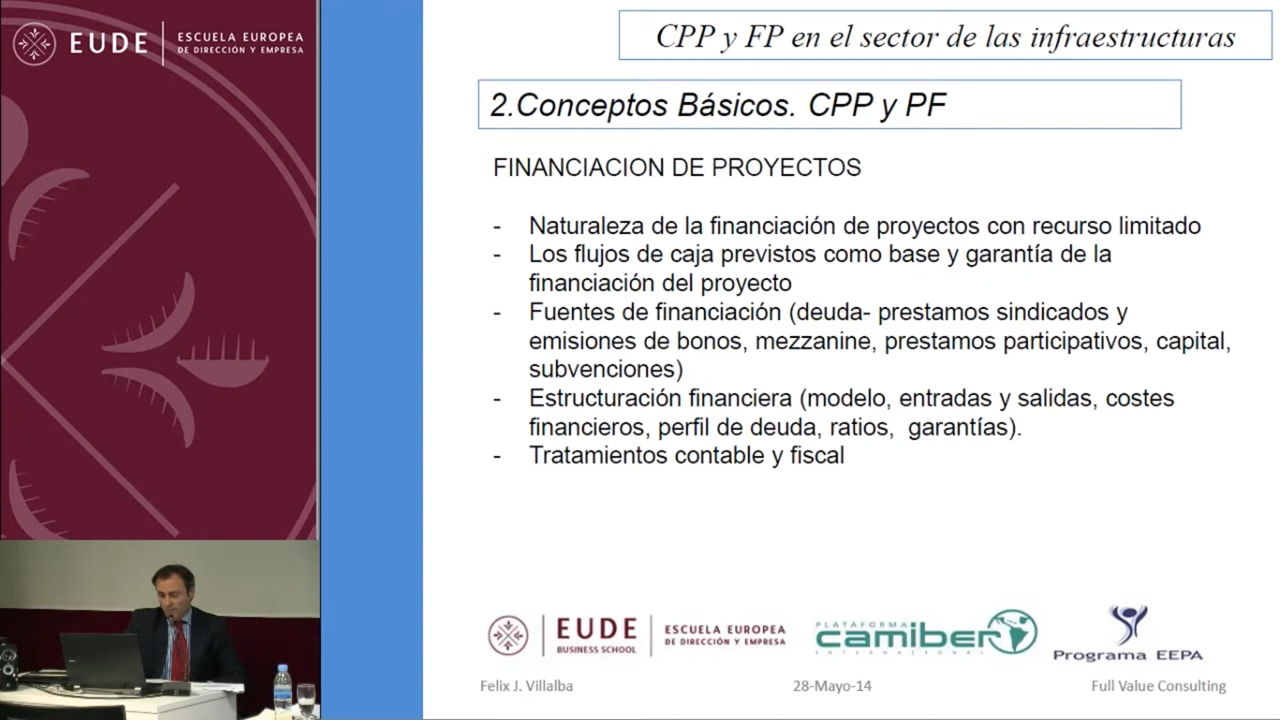 EUDE
ESCUELA EUROPEA
DE DIRECCIÓN Y EMPRESA
CPP y FP en el sector de las infraestructuras
2.Conceptos Básicos. CPP y PF
FINANCIACION DE PROYECTOS
- Naturaleza de la financiación de proyectos con recurso limitado
- Los flujos de caja previstos como base y garantía de la
financiación del proyecto
- Fuentes de financiación (deuda- prestamos sindicados y
emisiones de bonos, mezzanine, prestamos participativos, capital,
subvenciones)
- Estructuración financiera (modelo, entradas y salidas, costes
financieros, perfil de deuda, ratios, garantías).
- Tratamientos contable y fiscal
EUDE
BUSINESS SCHOOL
ESCUELA EUROPEA
DE DIRECCIÓN Y EMPRESA
PLATAFORMA
camiber
INTERNACIONAL
Programa EEPA
Felix J. Villalba
28-Mayo-14
Full Value Consulting